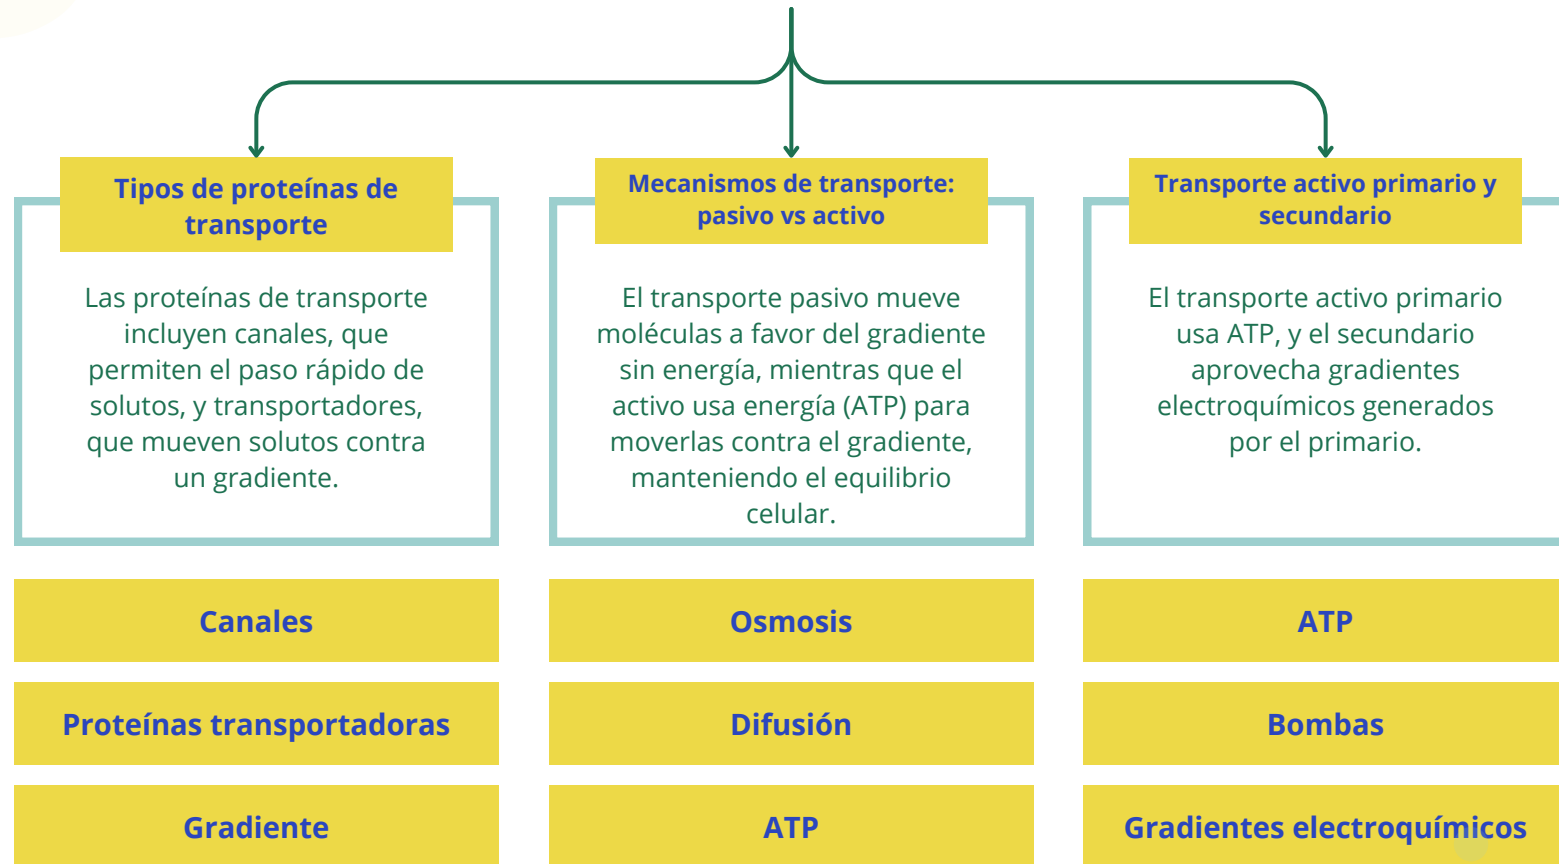 Tipos de proteínas de
transporte
Las proteínas de transporte
incluyen canales, que
permiten el paso rápido de
solutos, y transportadores,
que mueven solutos contra
un gradiente.
Canales
Proteínas transportadoras
Gradiente
Mecanismos de transporte:
pasivo vs activo
El transporte pasivo mueve
moléculas a favor del gradiente
sin energía, mientras que el
activo usa energía (ATP) para
moverlas contra el gradiente,
manteniendo el equilibrio
celular.
Osmosis
Difusión
ATP
Transporte activo primario y
secundario
El transporte activo primario
usa ATP, y el secundario
aprovecha gradientes
electroquímicos generados
por el primario.
ATP
Bombas
Gradientes electroquímicos